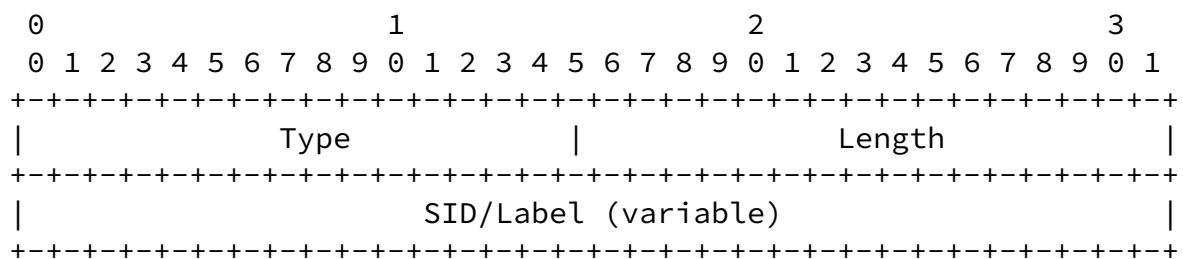 0                   1                   2                   3
 0 1 2 3 4 5 6 7 8 9 0 1 2 3 4 5 6 7 8 9 0 1 2 3 4 5 6 7 8 9 0 1
+-+-+-+-+-+-+-+-+-+-+-+-+-+-+-+-+-+-+-+-+-+-+-+-+-+-+-+-+-+-+-+-+
|              Type             |             Length            |
+-+-+-+-+-+-+-+-+-+-+-+-+-+-+-+-+-+-+-+-+-+-+-+-+-+-+-+-+-+-+-+-+
|                      SID/Label (variable)                     |
+-+-+-+-+-+-+-+-+-+-+-+-+-+-+-+-+-+-+-+-+-+-+-+-+-+-+-+-+-+-+-+-+